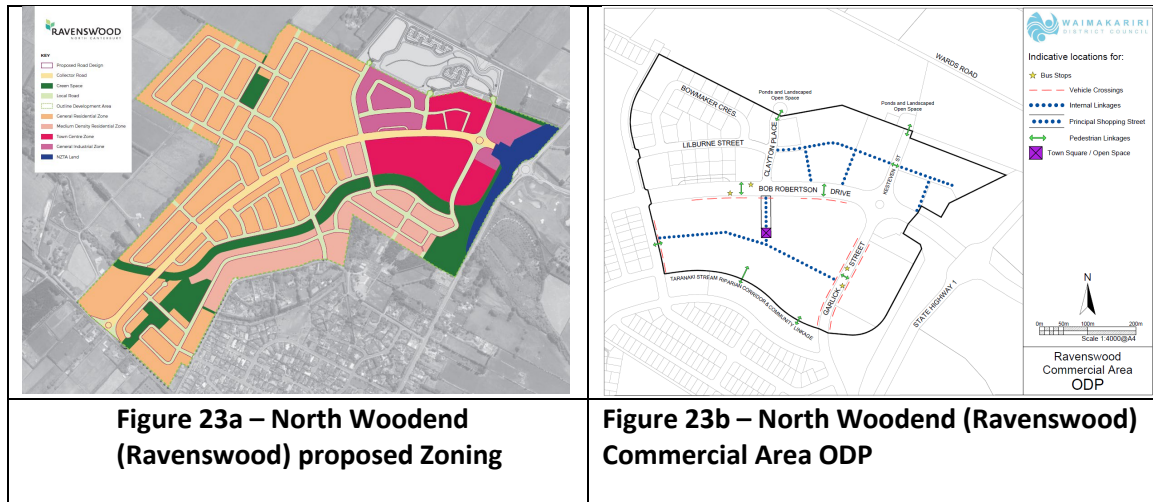 RAVENSWOOD
NORTH CANTERBURY
KEY
Proposed Road Design
Collector Road
Green Space
Local Road
Outline Development Area
General Residential Zone
Medium Density Residential Zone
Town Centre Zone
General Industrial Zone
NZTA Land
WAIMAKARIRI
DISTRICT COUNCIL
Indicative locations for:
Bus Stops
Vehicle Crossings
Internal Linkages
Principal Shopping Street
Pedestrian Linkages
Town Square / Open Space
WARDS ROAD
BOWMAKER CRES.
Ponds and Landscaped
Open Space
Ponds and Landscaped
Open Space
LILBURNE STREET
CLAYTON PLACE
KESTEVEN ST
BOB ROBERTSON DRIVE
GARLICK STREET
TARANAKI STREAM RIPARIAN CORRIDOR & COMMUNITY LINKAGE
STATE HIGHWAY 1
N
0m 50m 100m 200m
Scale 1:4000@A4
Ravenswood
Commercial Area
ODP
Figure 23a – North Woodend
(Ravenswood) proposed Zoning
Figure 23b – North Woodend (Ravenswood)
Commercial Area ODP